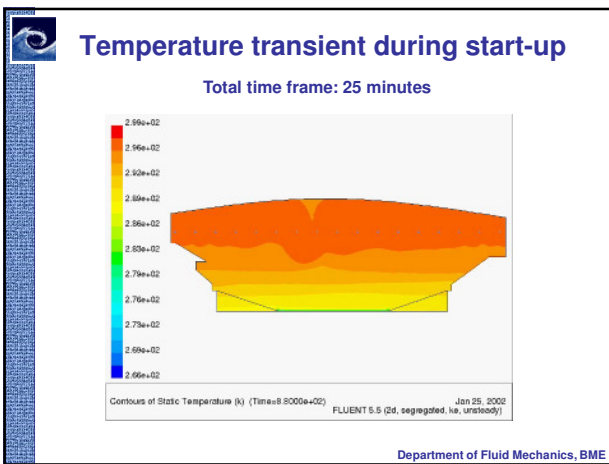 Temperature transient during start-up
Total time frame: 25 minutes
2.99e+02
2.96e+02
2.92e+02
2.89e+02
2.86e+02
2.83e+02
2.79e+02
2.76e+02
2.73e+02
2.69e+02
2.66e+02
Contours of Static Temperature (k) (Time=8.8000e+02)
Jan 25, 2002
FLUENT 5.5 (2d, segregated, ke, unsteady)
Department of Fluid Mechanics, BME